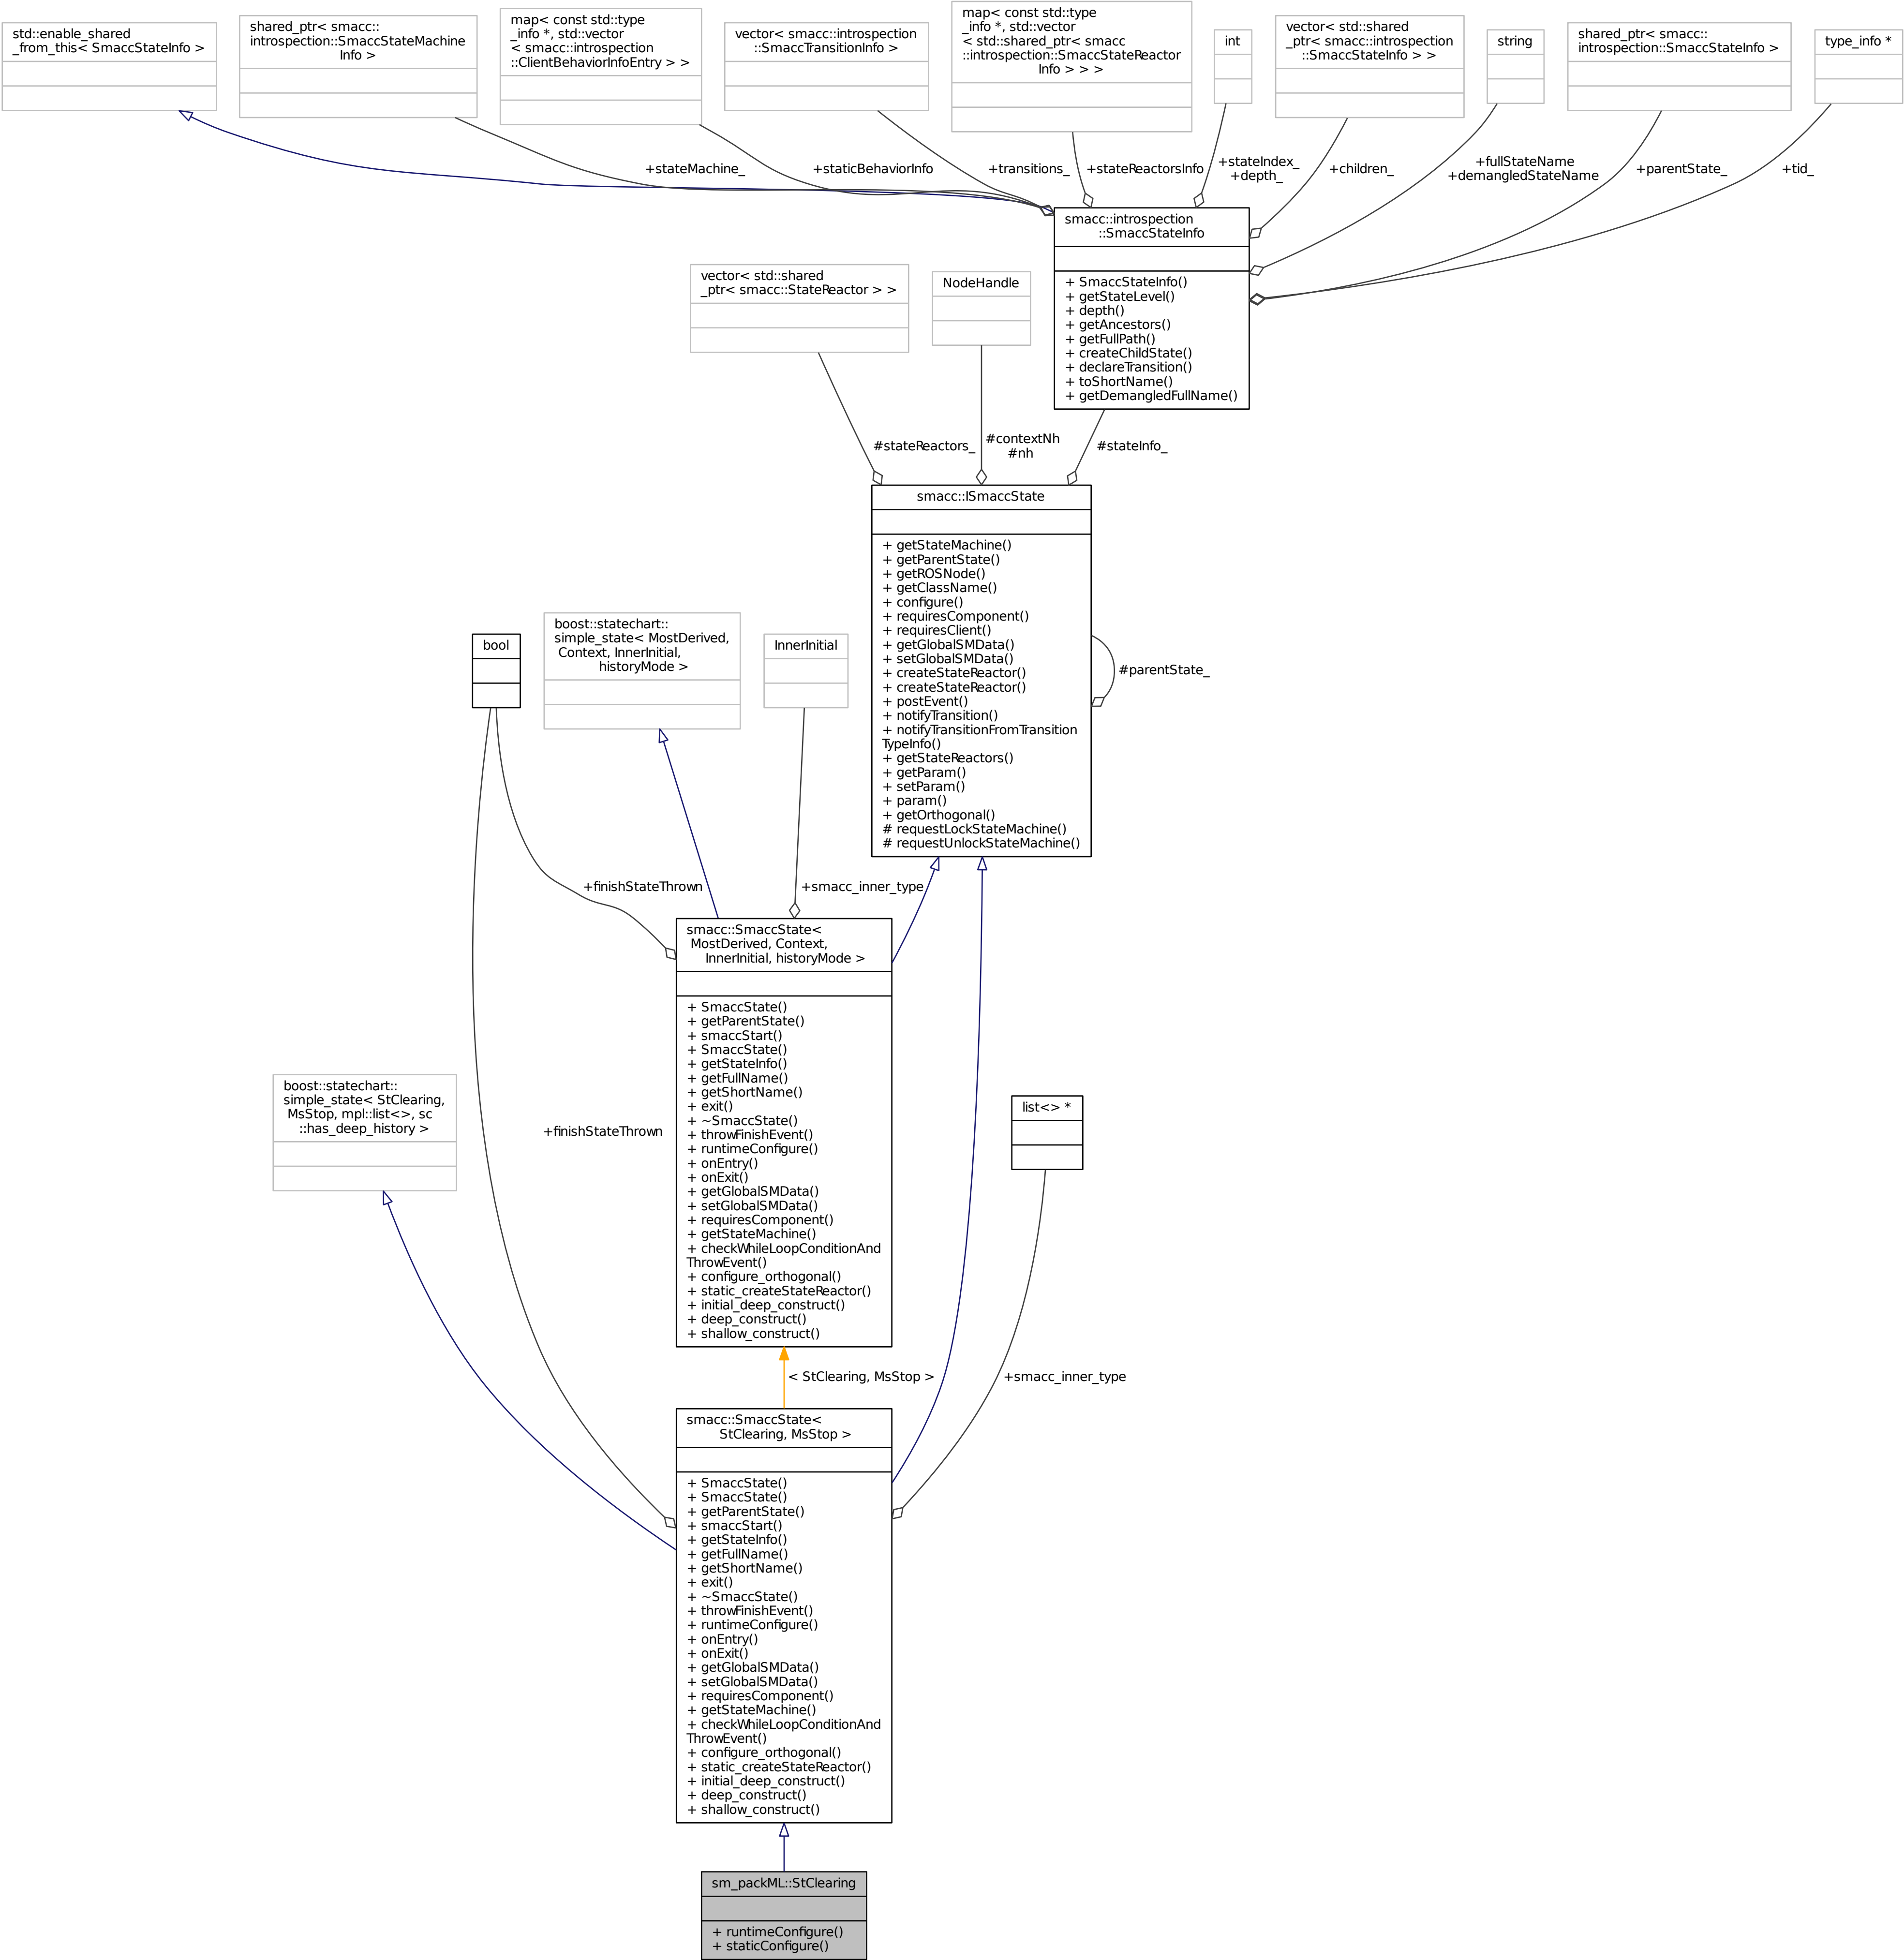 std::enable_shared
_from_this< SmaccStateInfo >
shared_ptr< smacc::
introspection::SmaccStateMachine
Info >
map< const std::type
_info *, std::vector
< smacc::introspection
::ClientBehaviorInfoEntry > >
vector< smacc::introspection
::SmaccTransitionInfo >
map< const std::type
_info *, std::vector
< std::shared_ptr< smacc
::introspection::SmaccStateReactor
Info > > >
int
vector< std::shared
_ptr< smacc::introspection
::SmaccStateInfo > >
string
shared_ptr< smacc::
introspection::SmaccStateInfo >
type_info *
+stateMachine_
+staticBehaviorInfo
+transitions_
+stateReactorsInfo
+stateIndex_
+depth_
+children_
+fullStateName
+demangledStateName
+parentState_
+tid_
smacc::introspection
::SmaccStateInfo
+ SmaccStateInfo()
+ getStateLevel()
+ depth()
+ getAncestors()
+ getFullPath()
+ createChildState()
+ declareTransition()
+ toShortName()
+ getDemangledFullName()
vector< std::shared
_ptr< smacc::StateReactor > >
NodeHandle
#stateReactors_
#contextNh
#nh
#stateInfo_
smacc::ISmaccState
+ getStateMachine()
+ getParentState()
+ getROSNode()
+ getClassName()
+ configure()
+ requiresComponent()
+ requiresClient()
+ getGlobalSMData()
+ setGlobalSMData()
+ createStateReactor()
+ createStateReactor()
+ postEvent()
+ notifyTransition()
+ notifyTransitionFromTransition
TypeInfo()
+ getStateReactors()
+ getParam()
+ setParam()
+ param()
+ getOrthogonal()
# requestLockStateMachine()
# requestUnlockStateMachine()
#parentState_
bool
boost::statechart::
simple_state< MostDerived,
Context, InnerInitial,
historyMode >
InnerInitial
+finishStateThrown
+smacc_inner_type
smacc::SmaccState<
MostDerived, Context,
InnerInitial, historyMode >
+ SmaccState()
+ getParentState()
+ smaccStart()
+ SmaccState()
+ getStateInfo()
+ getFullName()
+ getShortName()
+ exit()
+ ~SmaccState()
+ throwFinishEvent()
+ runtimeConfigure()
+ onEntry()
+ onExit()
+ getGlobalSMData()
+ setGlobalSMData()
+ requiresComponent()
+ getStateMachine()
+ checkWhileLoopConditionAnd
ThrowEvent()
+ configure_orthogonal()
+ static_createStateReactor()
+ initial_deep_construct()
+ deep_construct()
+ shallow_construct()
boost::statechart::
simple_state< StClearing,
MsStop, mpl::list<>, sc
::has_deep_history >
+finishStateThrown
list<> *
< StClearing, MsStop >
+smacc_inner_type
smacc::SmaccState<
StClearing, MsStop >
+ SmaccState()
+ SmaccState()
+ getParentState()
+ smaccStart()
+ getStateInfo()
+ getFullName()
+ getShortName()
+ exit()
+ ~SmaccState()
+ throwFinishEvent()
+ runtimeConfigure()
+ onEntry()
+ onExit()
+ getGlobalSMData()
+ setGlobalSMData()
+ requiresComponent()
+ getStateMachine()
+ checkWhileLoopConditionAnd
ThrowEvent()
+ configure_orthogonal()
+ static_createStateReactor()
+ initial_deep_construct()
+ deep_construct()
+ shallow_construct()
sm_packML::StClearing
+ runtimeConfigure()
+ staticConfigure()